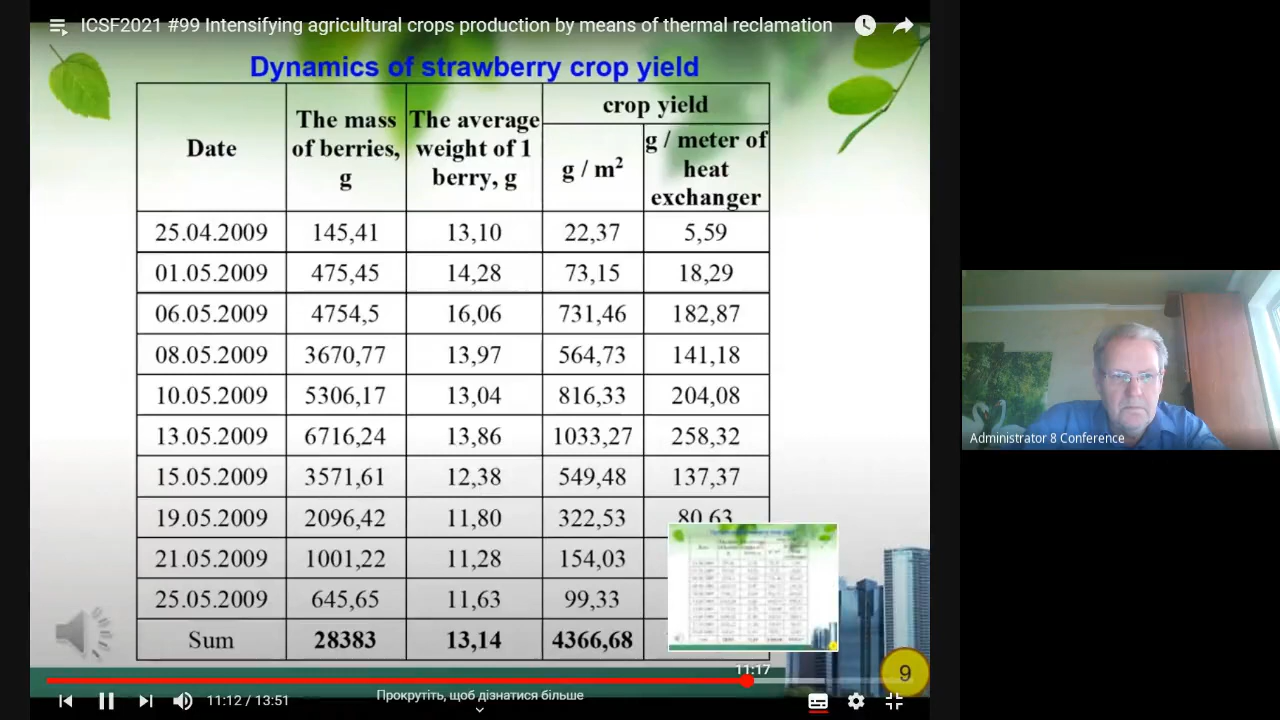 ICSF2021 #99 Intensifying agricultural crops production by means of thermal reclamation
Dynamics of strawberry crop yield
Date
The mass
of berries,
g
The average
weight of 1
berry, g
crop yield
g / m²
g / meter of
heat
exchanger
25.04.2009 145,41 13,10 22,37 5,59
01.05.2009 475,45 14,28 73,15 18,29
06.05.2009 4754,5 16,06 731,46 182,87
08.05.2009 3670,77 13,97 564,73 141,18
10.05.2009 5306,17 13,04 816,33 204,08
13.05.2009 6716,24 13,86 1033,27 258,32
15.05.2009 3571,61 12,38 549,48 137,37
19.05.2009 2096,42 11,80 322,53 80,63
21.05.2009 1001,22 11,28 154,03
25.05.2009 645,65 11,63 99,33
Sum 28383 13,14 4366,68
11:17
9
11:12 / 13:51
Прокрутіть, щоб дізнатися більше
Administrator 8 Conference